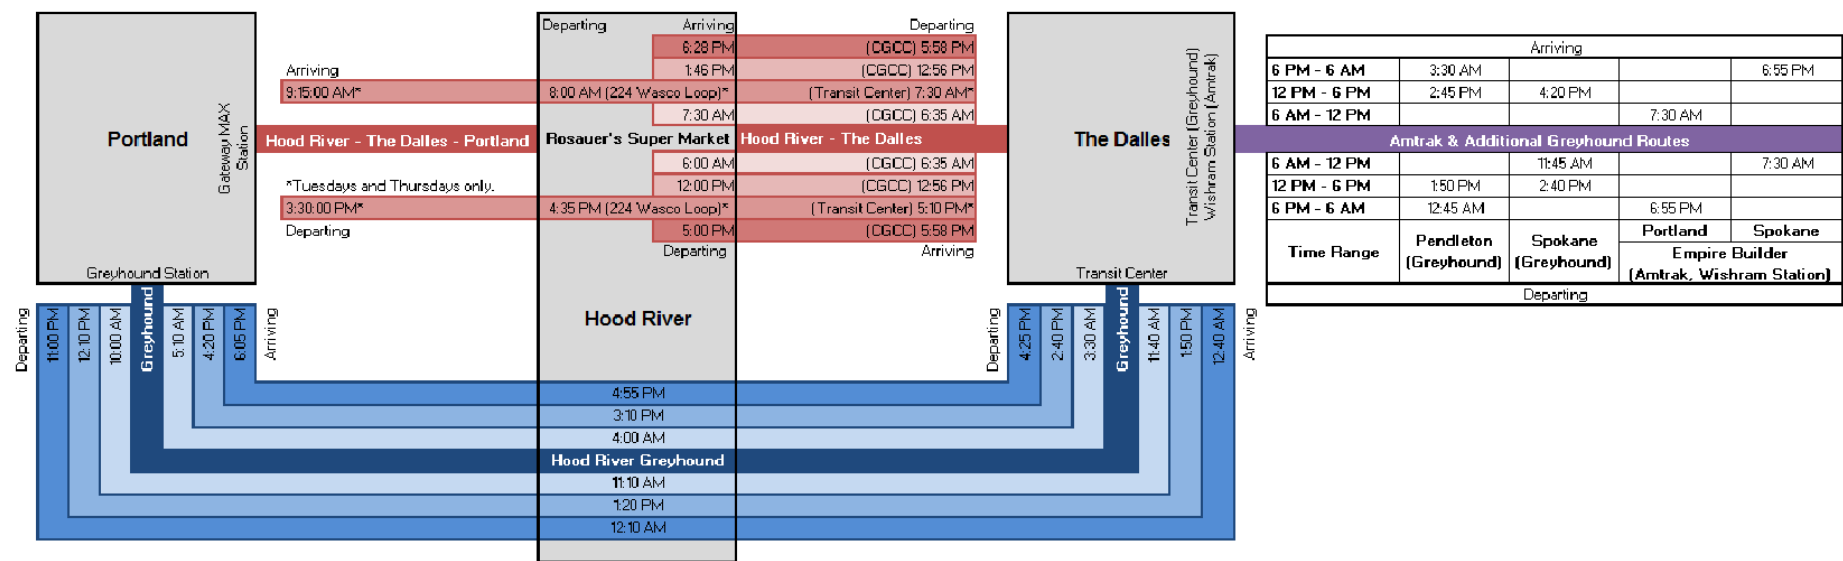 Departing Arriving Departing
6:28 PM (CGCC) 5:58 PM
Arriving 1:46 PM (CGCC) 12:56 PM
9:15:00 AM* 8:00 AM (224 Wasco Loop)* (Transit Center) 7:30 AM*
7:30 AM (CGCC) 6:35 AM
Portland
Gateway MAX
Station
Hood River - The Dalles - Portland Rosauer's Super Market Hood River - The Dalles
The Dalles
Transit Center (Greyhound)
Wishram Station (Amtrak)
6:00 AM (CGCC) 6:35 AM
*Tuesdays and Thursdays only. 12:00 PM (CGCC) 12:56 PM
3:30:00 PM* 4:35 PM (224 Wasco Loop)* (Transit Center) 5:10 PM*
Departing 5:00 PM (CGCC) 5:58 PM
Departing Arriving
Greyhound Station
Transit Center
Hood River
Arriving
6 PM - 6 AM 3:30 AM 6:55 PM
12 PM - 6 PM 2:45 PM 4:20 PM
6 AM - 12 PM 7:30 AM
Amtrak & Additional Greyhound Routes
6 AM - 12 PM 11:45 AM 7:30 AM
12 PM - 6 PM 1:50 PM 2:40 PM
6 PM - 6 AM 12:45 AM 6:55 PM
Time Range
Pendleton
(Greyhound)
Spokane
(Greyhound)
Portland Spokane
Empire Builder
(Amtrak, Wishram Station)
Departing
Departing
11:00 PM
12:10 PM
10:00 AM
Greyhound
5:10 AM
4:20 PM
6:05 PM
Arriving
Departing
4:25 PM
2:40 PM
3:30 AM
Greyhound
11:40 AM
1:50 PM
12:40 AM
Arriving
4:55 PM
3:10 PM
4:00 AM
Hood River Greyhound
11:10 AM
1:20 PM
12:10 AM